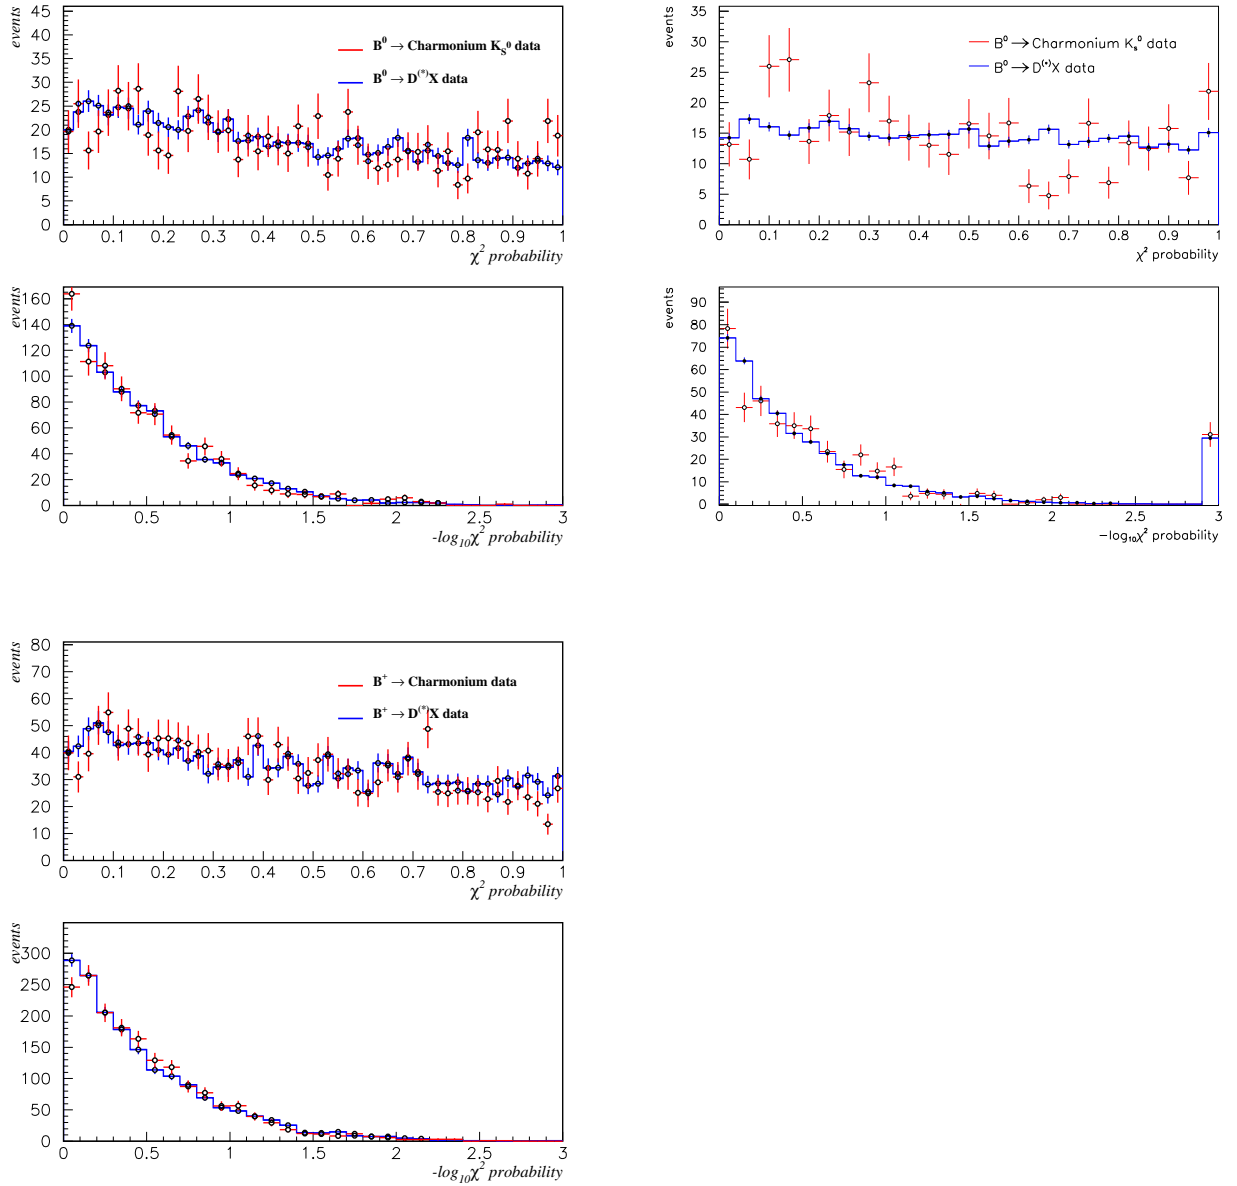 events
45
40
35
30
25
20
15
10
5
0
B⁰ → Charmonium K_S⁰ data
B⁰ → D⁽*⁾X data
0 0.1 0.2 0.3 0.4 0.5 0.6 0.7 0.8 0.9 1
χ² probability
events
160
140
120
100
80
60
40
20
0
0 0.5 1 1.5 2 2.5 3
-log₁₀χ² probability
events
35
30
25
20
15
10
5
0
B⁰ → Charmonium K_s⁰ data
B⁰ → D⁽*⁾X data
0 0.1 0.2 0.3 0.4 0.5 0.6 0.7 0.8 0.9 1
χ² probability
events
90
80
70
60
50
40
30
20
10
0
0 0.5 1 1.5 2 2.5 3
−log₁₀χ² probability
events
80
70
60
50
40
30
20
10
0
B⁺ → Charmonium data
B⁺ → D⁽*⁾X data
0 0.1 0.2 0.3 0.4 0.5 0.6 0.7 0.8 0.9 1
χ² probability
events
300
250
200
150
100
50
0
0 0.5 1 1.5 2 2.5 3
-log₁₀χ² probability